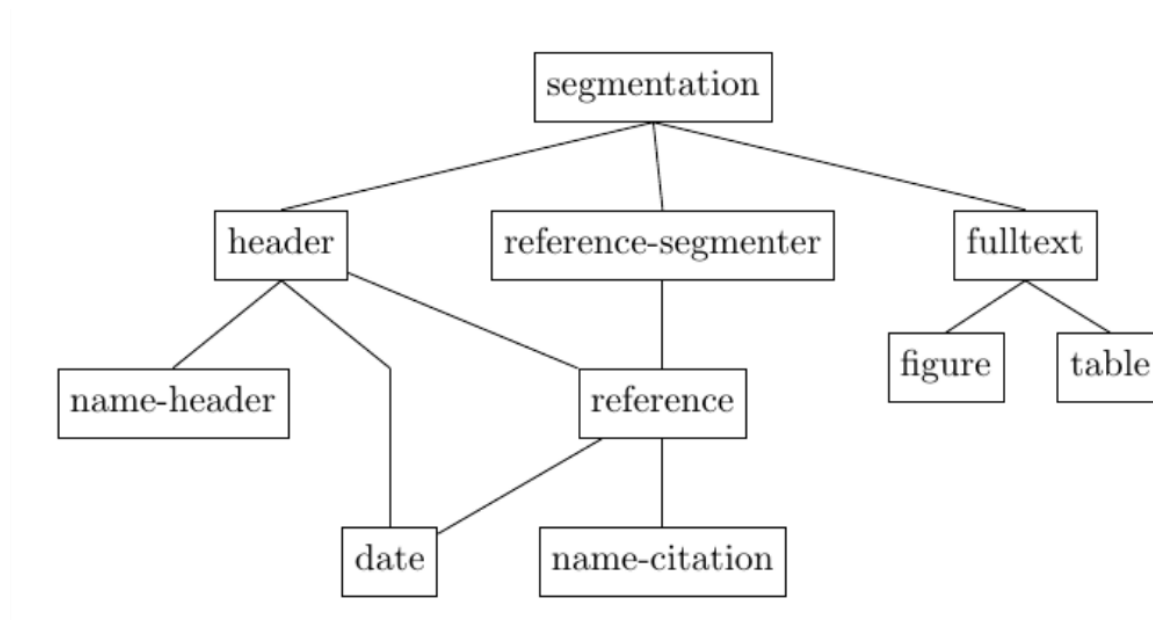 segmentation
header
reference-segmenter
fulltext
figure
table
name-header
reference
date
name-citation